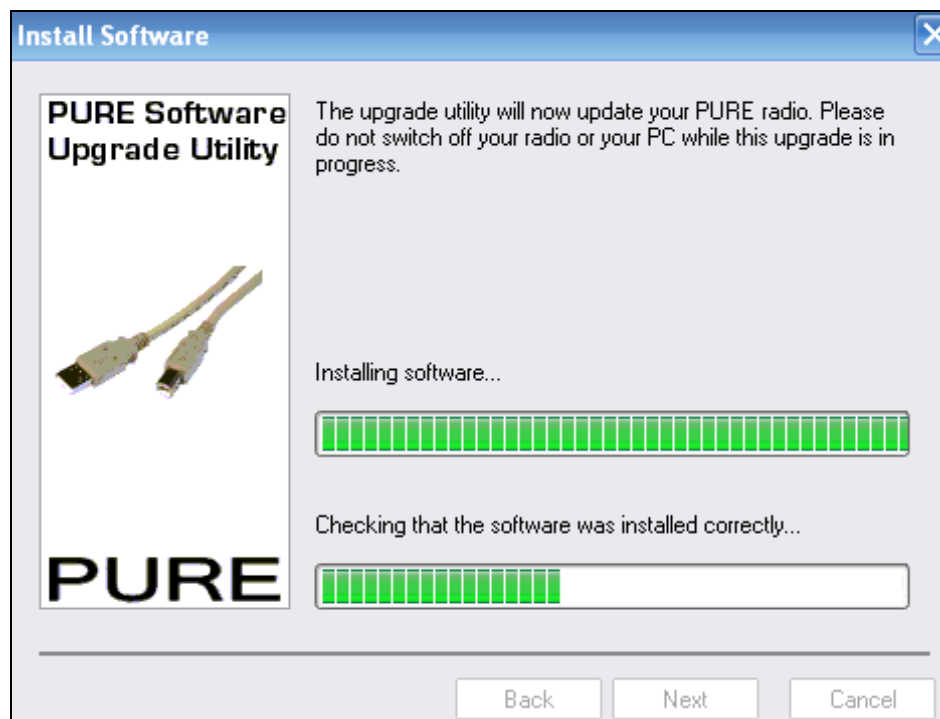 Install Software
PURE Software
Upgrade Utility
The upgrade utility will now update your PURE radio. Please
do not switch off your radio or your PC while this upgrade is in
progress.
Installing software...
Checking that the software was installed correctly...
PURE
Back
Next
Cancel